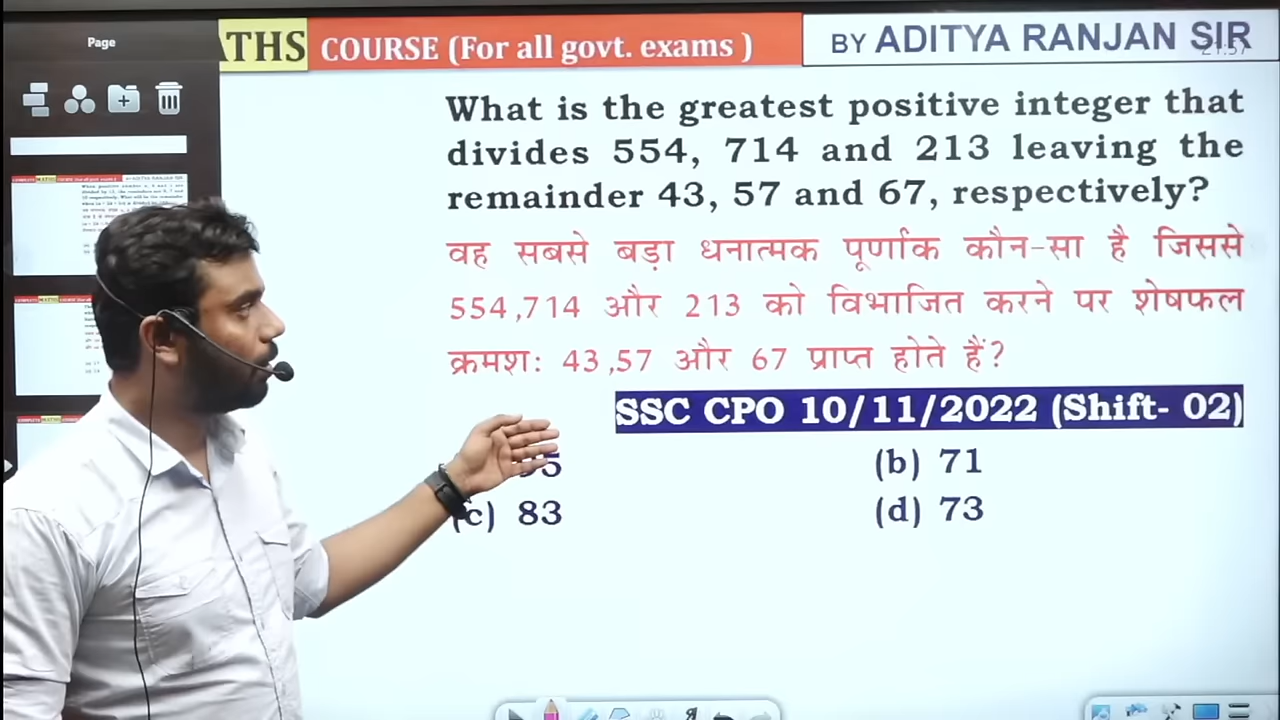 Page
THS COURSE (For all govt. exams ) BY ADITYA RANJAN SIR
What is the greatest positive integer that
divides 554, 714 and 213 leaving the
remainder 43, 57 and 67, respectively?
वह सबसे बड़ा धनात्मक पूर्णांक कौन-सा है जिससे
554,714 और 213 को विभाजित करने पर शेषफल
क्रमशः 43,57 और 67 प्राप्त होते हैं?
SSC CPO 10/11/2022 (Shift- 02)
(b) 71
(c) 83 (d) 73